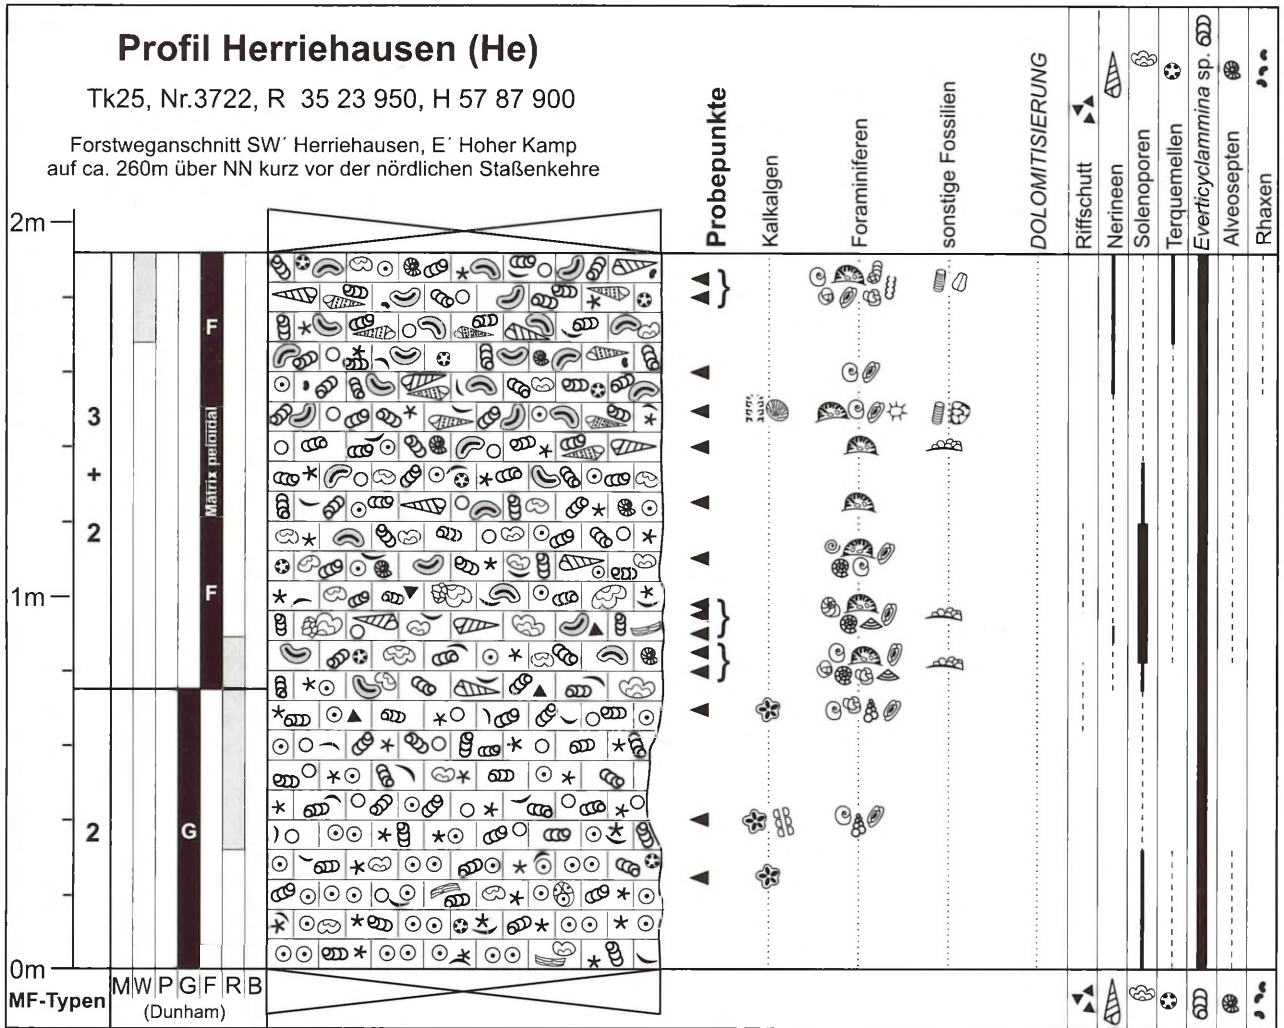 Profil Herriehausen (He)
Tk25, Nr.3722, R 35 23 950, H 57 87 900
Forstweganschnitt SW´ Herriehausen, E´ Hoher Kamp
auf ca. 260m über NN kurz vor der nördlichen Staßenkehre
Probepunkte
Kalkalgen
Foraminiferen
sonstige Fossilien
DOLOMITISIERUNG
Riffschutt
Nerineen
Solenoporen
Terquemellen
Everticyclammina sp.
Alveosepten
Rhaxen
2m
F
3
Matrix peloidal
+
2
1m
F
2
G
0m
MF-Typen
M W P G F R B
(Dunham)